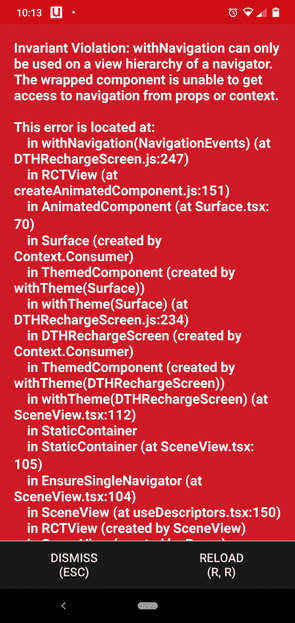 10:13
Invariant Violation: withNavigation can only
be used on a view hierarchy of a navigator.
The wrapped component is unable to get
access to navigation from props or context.
This error is located at:
in withNavigation(NavigationEvents) (at
DTHRechargeScreen.js:247)
in RCTView (at
createAnimatedComponent.js:151)
in AnimatedComponent (at Surface.tsx:
70)
in Surface (created by
Context.Consumer)
in ThemedComponent (created by
withTheme(Surface))
in withTheme(Surface) (at
DTHRechargeScreen.js:234)
in DTHRechargeScreen (created by
Context.Consumer)
in ThemedComponent (created by
withTheme(DTHRechargeScreen))
in withTheme(DTHRechargeScreen) (at
SceneView.tsx:112)
in StaticContainer
in StaticContainer (at SceneView.tsx:
105)
in EnsureSingleNavigator (at
SceneView.tsx:104)
in SceneView (at useDescriptors.tsx:150)
in RCTView (created by SceneView)
DISMISS
(ESC)
RELOAD
(R, R)